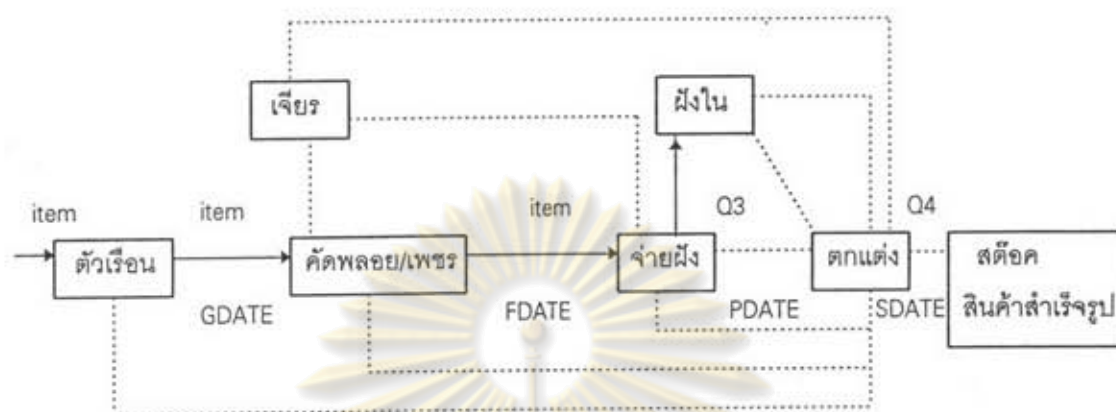 เจียร
ฝังใน
item
item
item
Q3
Q4
ตัวเรือน
คัดพลอย/เพชร
จ่ายฝัง
ตกแต่ง
สต๊อค
สินค้าสำเร็จรูป
GDATE
FDATE
PDATE
SDATE